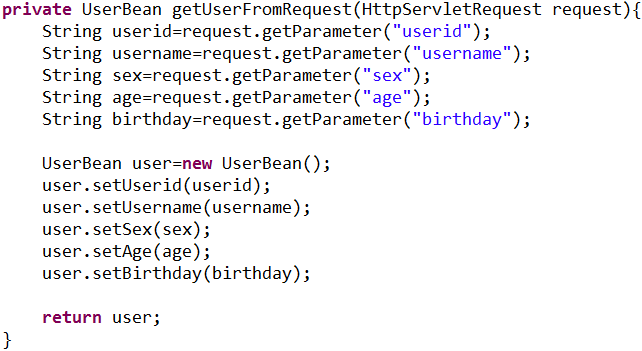 private UserBean getUserFromRequest(HttpServletRequest request){
    String userid=request.getParameter("userid");
    String username=request.getParameter("username");
    String sex=request.getParameter("sex");
    String age=request.getParameter("age");
    String birthday=request.getParameter("birthday");

    UserBean user=new UserBean();
    user.setUserid(userid);
    user.setUsername(username);
    user.setSex(sex);
    user.setAge(age);
    user.setBirthday(birthday);

    return user;
}